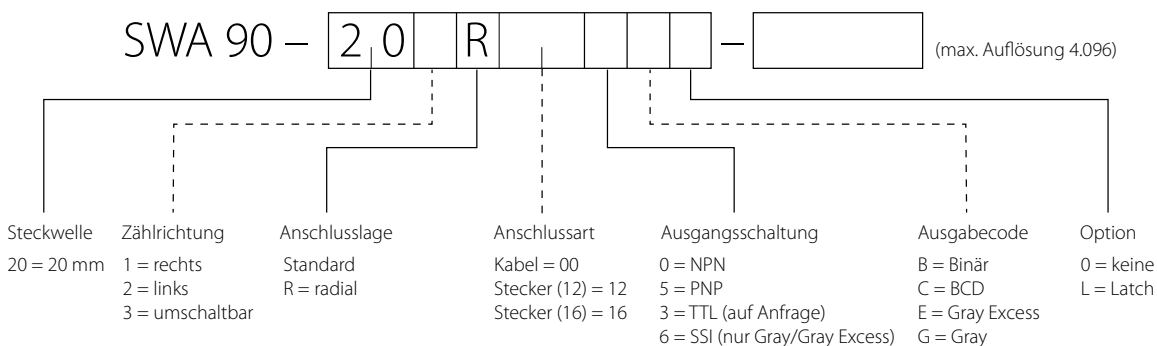 SWA 90 – 2 0 R – (max. Auflösung 4.096)
Steckwelle
20 = 20 mm
Zählrichtung
1 = rechts
2 = links
3 = umschaltbar
Anschlusslage
Standard
R = radial
Anschlussart
Kabel = 00
Stecker (12) = 12
Stecker (16) = 16
Ausgangsschaltung
0 = NPN
5 = PNP
3 = TTL (auf Anfrage)
6 = SSI (nur Gray/Gray Excess)
Ausgabecode
B = Binär
C = BCD
E = Gray Excess
G = Gray
Option
0 = keine
L = Latch